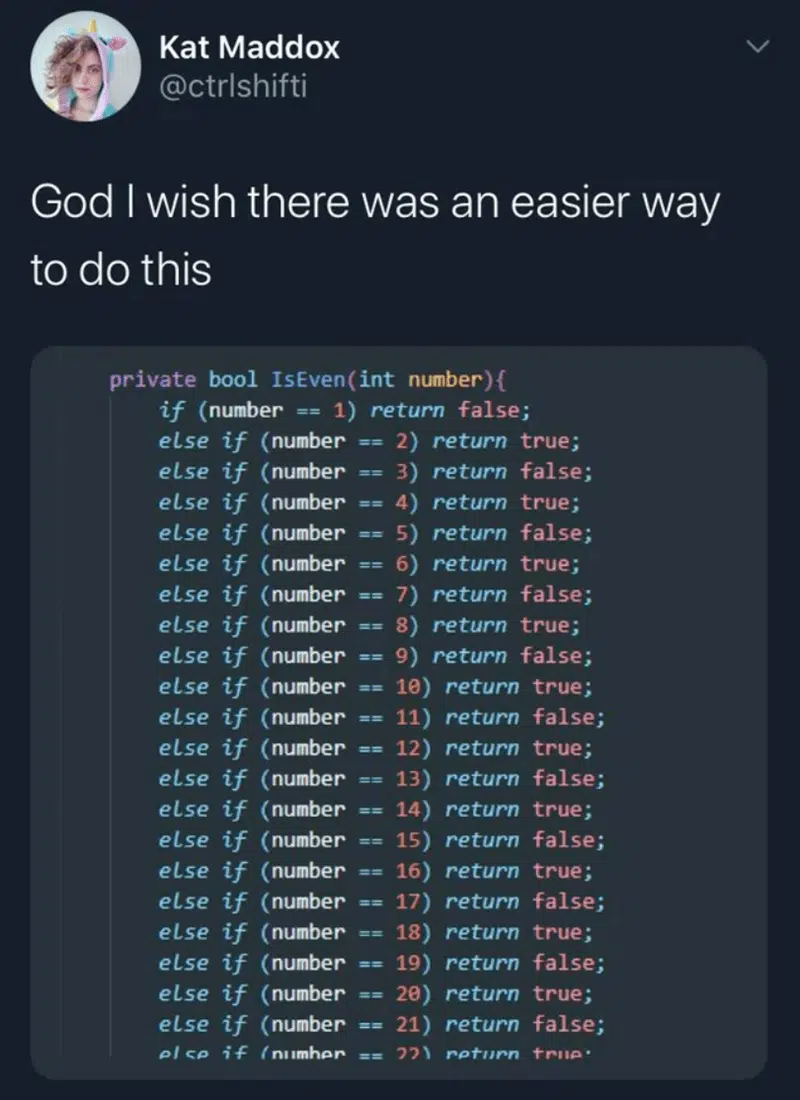 Kat Maddox
@ctrlshifti
God I wish there was an easier way
to do this
private bool IsEven(int number){
if (number == 1) return false;
else if (number == 2) return true;
else if (number == 3) return false;
else if (number == 4) return true;
else if (number == 5) return false;
else if (number == 6) return true;
else if (number == 7) return false;
else if (number == 8) return true;
else if (number == 9) return false;
else if (number == 10) return true;
else if (number == 11) return false;
else if (number == 12) return true;
else if (number == 13) return false;
else if (number == 14) return true;
else if (number == 15) return false;
else if (number == 16) return true;
else if (number == 17) return false;
else if (number == 18) return true;
else if (number == 19) return false;
else if (number == 20) return true;
else if (number == 21) return false;
else if (number == 22) return true;